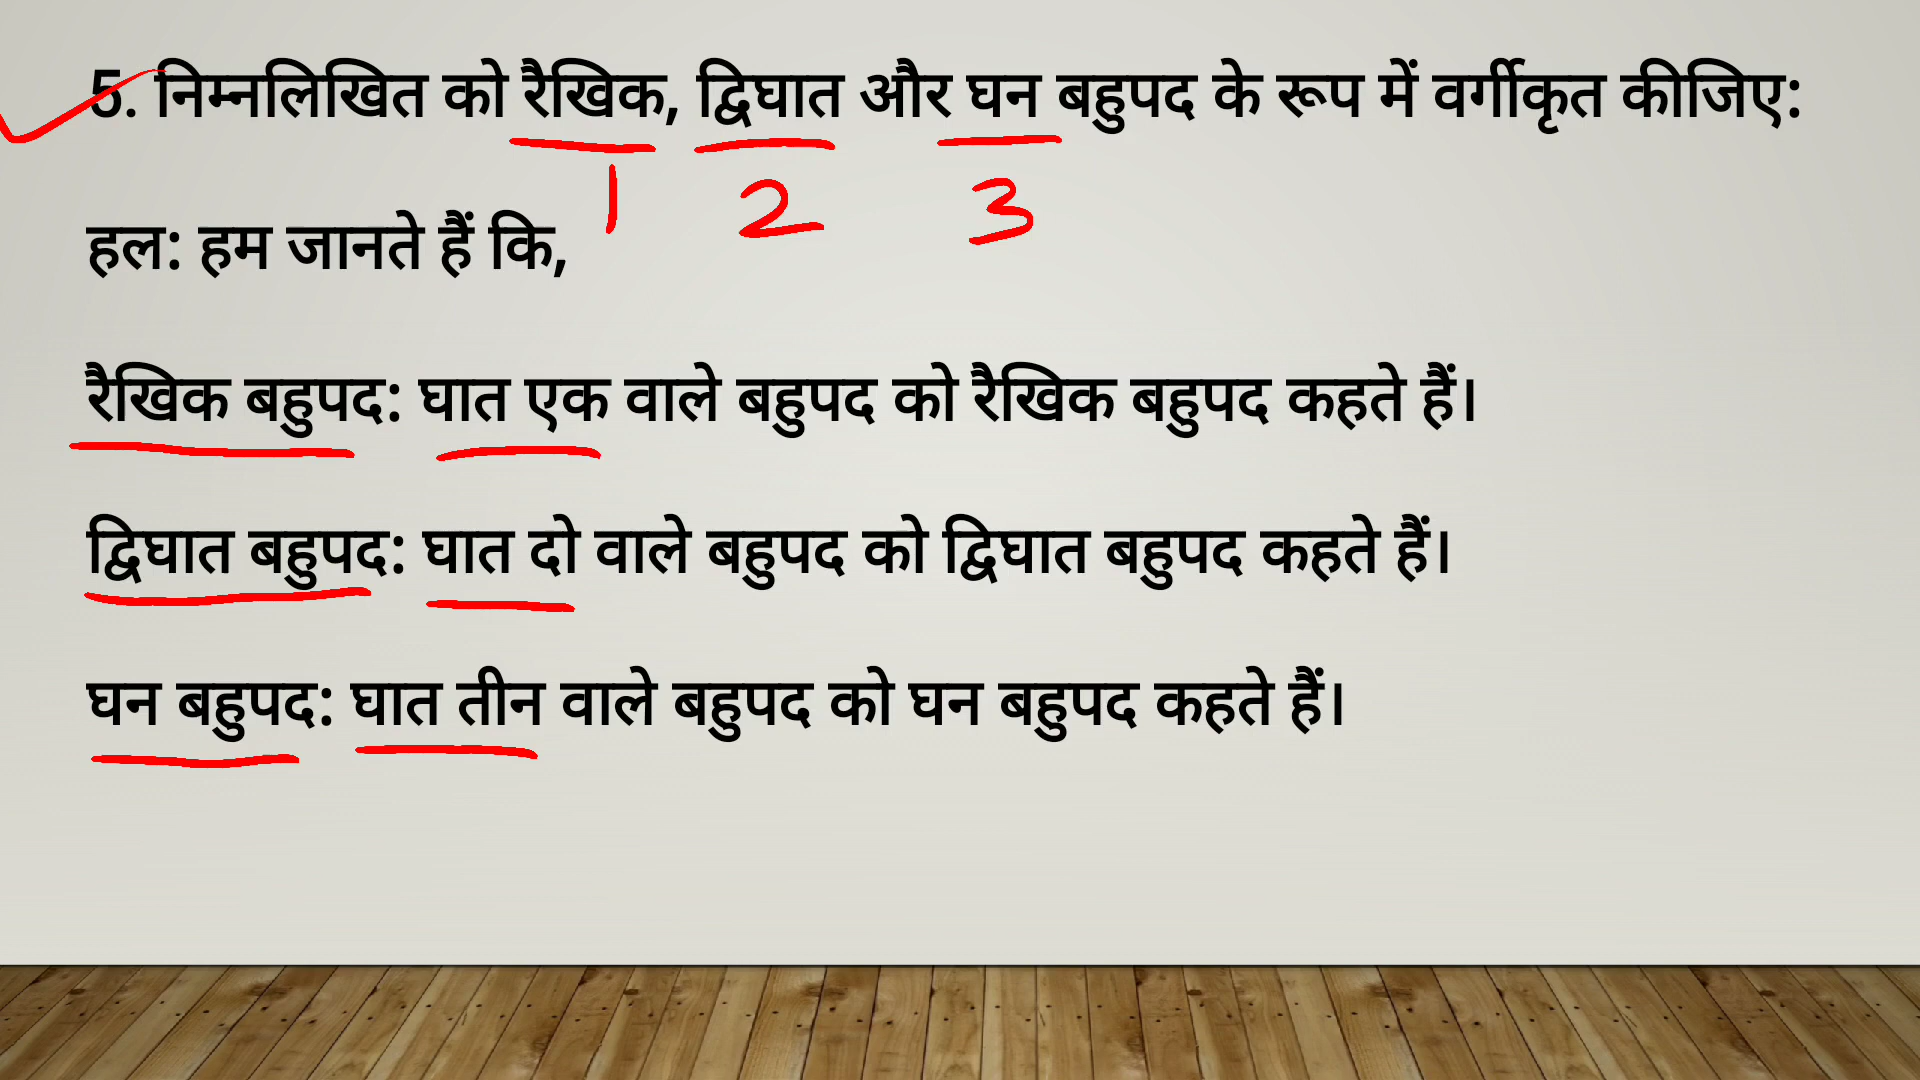 5. निम्नलिखित को रैखिक, द्विघात और घन बहुपद के रूप में वर्गीकृत कीजिए:
1 2 3
हल: हम जानते हैं कि,
रैखिक बहुपद: घात एक वाले बहुपद को रैखिक बहुपद कहते हैं।
द्विघात बहुपद: घात दो वाले बहुपद को द्विघात बहुपद कहते हैं।
घन बहुपद: घात तीन वाले बहुपद को घन बहुपद कहते हैं।